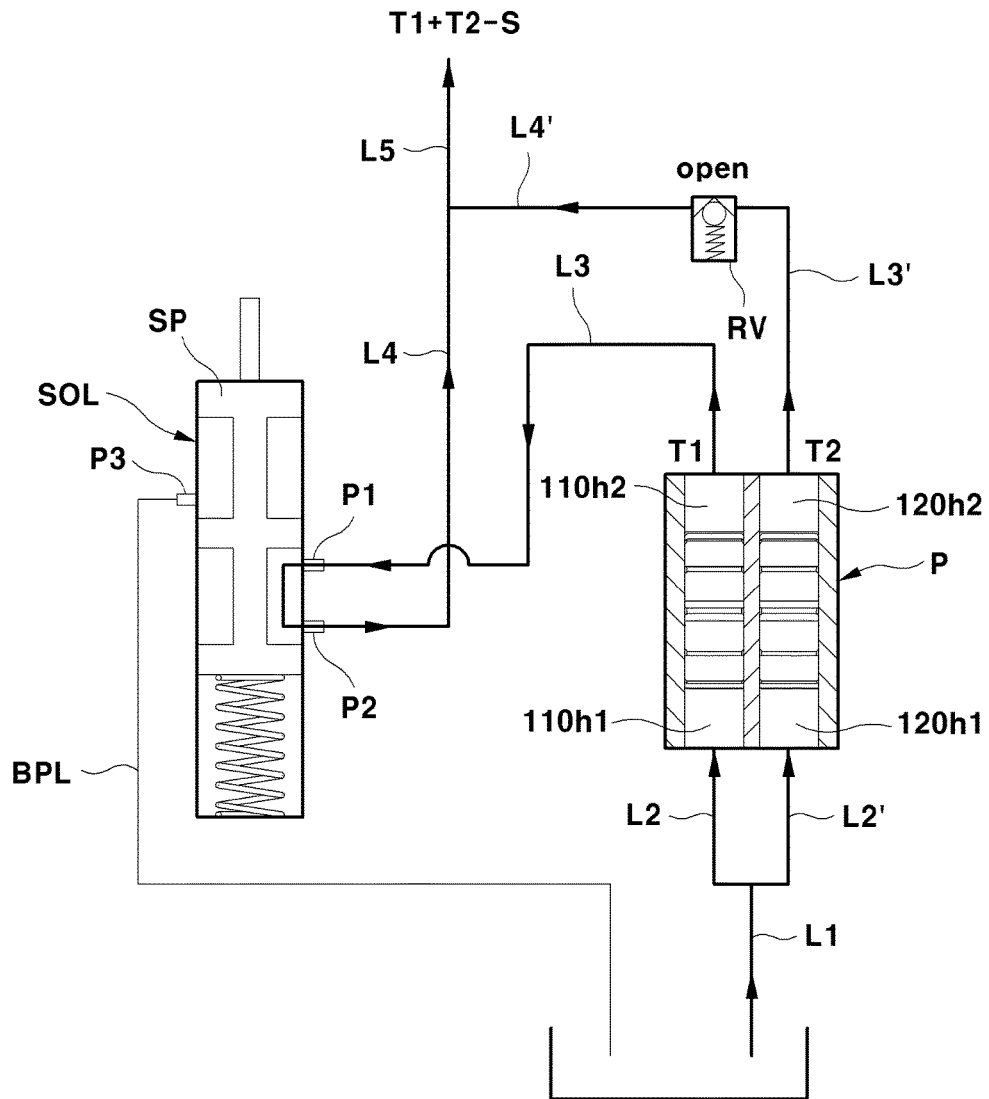 T1+T2-S
L4'
L5
open
L3
L3'
RV
SP
L4
SOL
P3
T1
T2
P1
110h2
120h2
P
P2
110h1
120h1
BPL
L2
L2'
L1